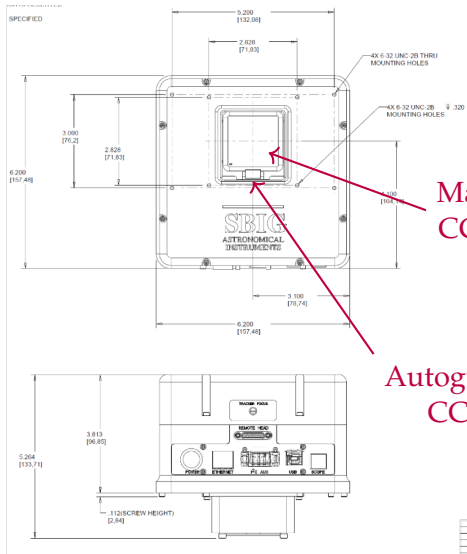 SPECIFIED
5.200
[132,08]
2.828
[71,83]
4X 6-32 UNC-2B THRU
MOUNTING HOLES
4X 6-32 UNC-2B .320
MOUNTING HOLES
3.000
[76,2]
2.828
[71,83]
6.200
[157,48]
SBIG
ASTRONOMICAL
INSTRUMENTS
3.100
[78,74]
6.200
[157,48]
Autog
CC
TRACKER FOCUS
REMOTE HEAD
POWER
ETHERNET
I²C AUX
USB
SCOPE
3.813
[96,85]
5.264
[133,71]
.112(SCREW HEIGHT)
[2,84]